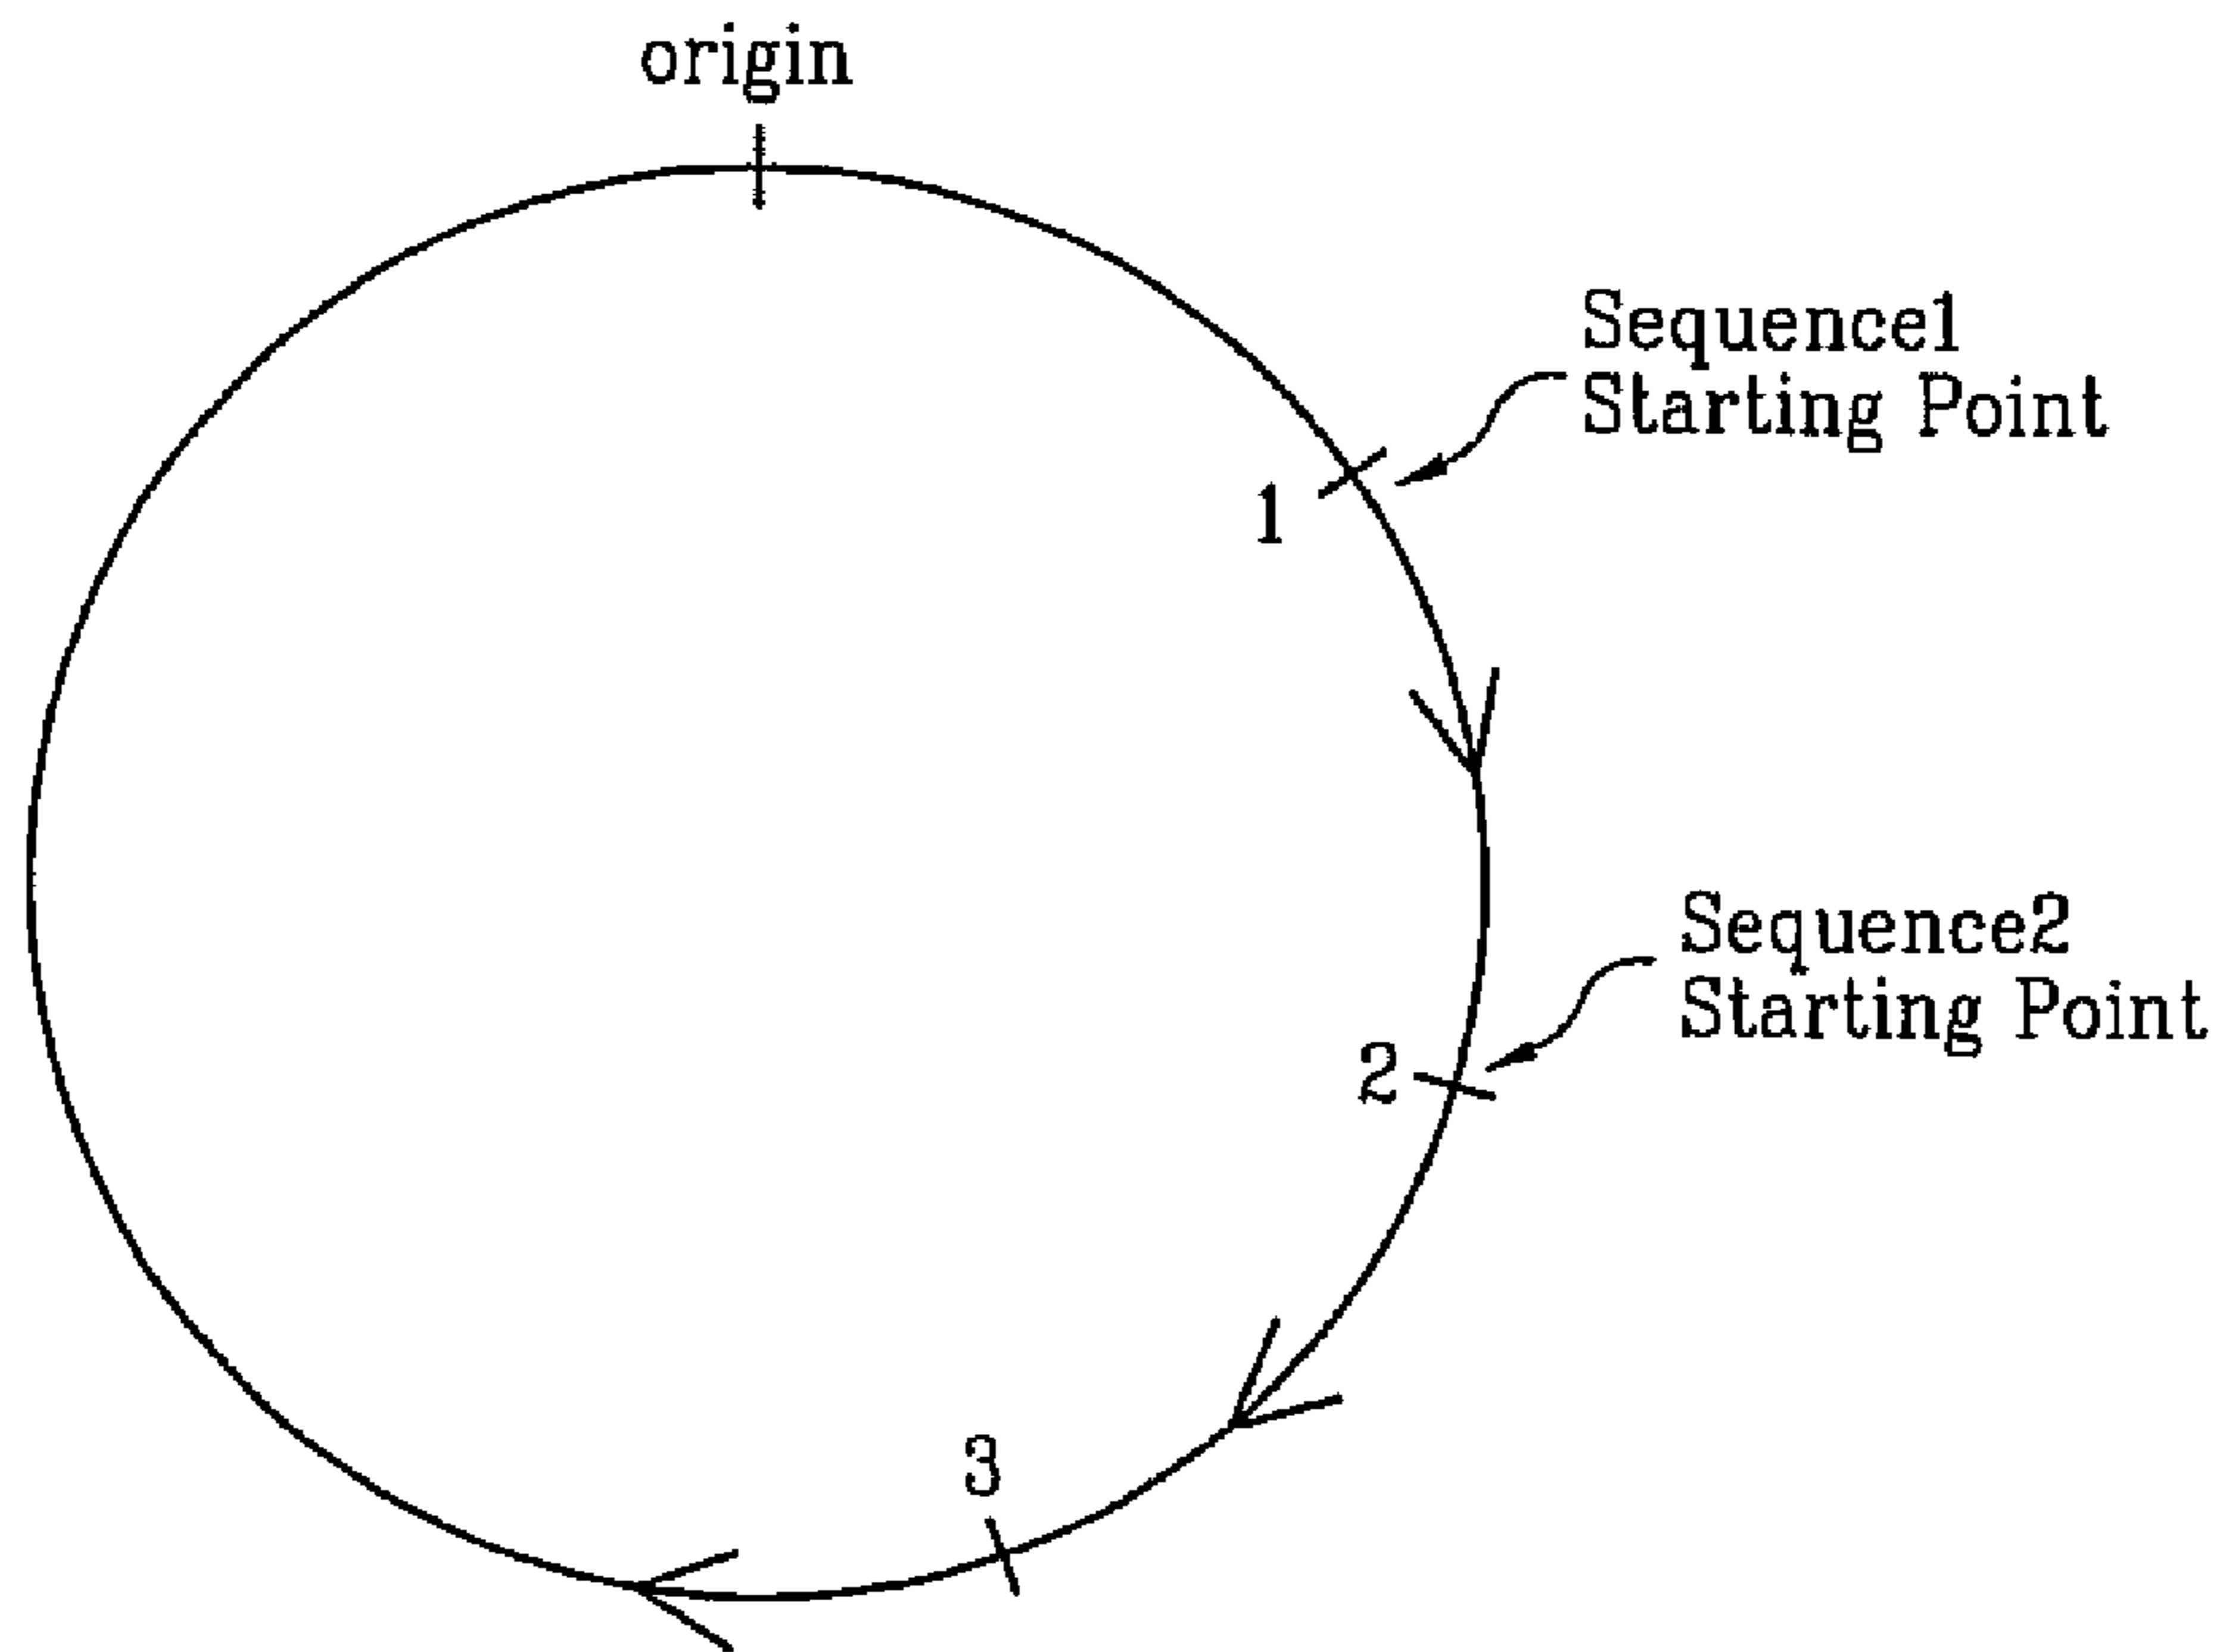 origin
Sequence1
Starting Point
1
Sequence2
Starting Point
2
3